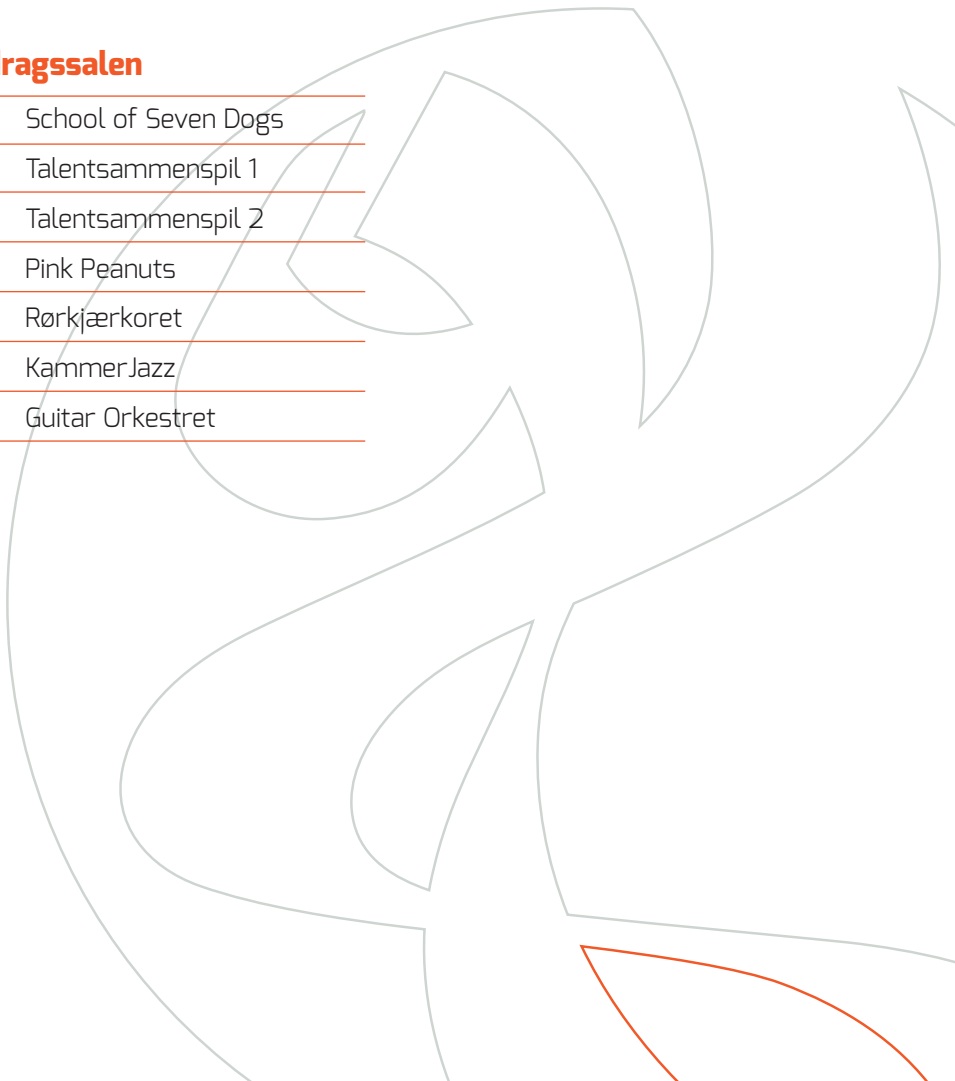 ragssalen
School of Seven Dogs
Talentsammenspil 1
Talentsammenspil 2
Pink Peanuts
Rørkjærkoret
KammerJazz
Guitar Orkestret